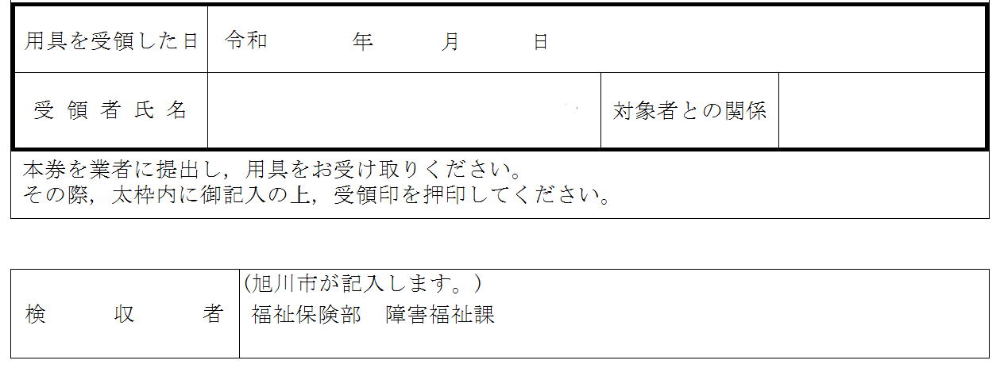 用具を受領した日 令和 年 月 日
受領者氏名 対象者との関係
本券を業者に提出し，用具をお受け取りください。
その際，太枠内に御記入の上，受領印を押印してください。
(旭川市が記入します。)
検収者 福祉保険部 障害福祉課